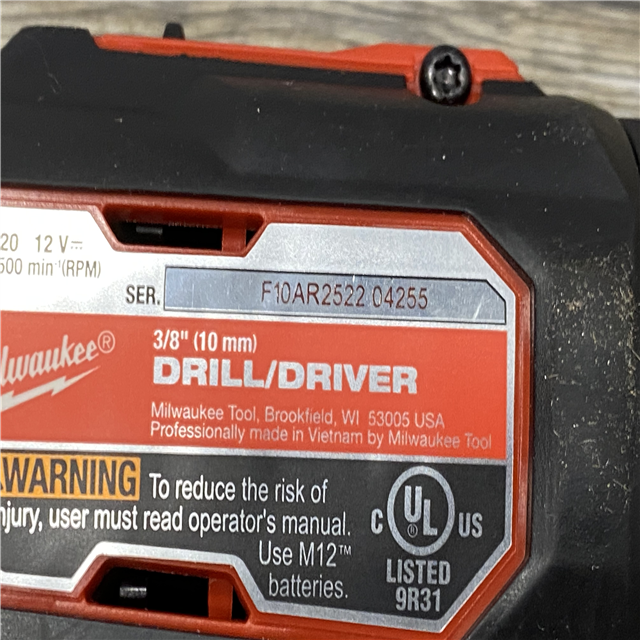 20 12 V⎓
500 min⁻¹(RPM)
SER. F10AR2522 04255
lwaukee®
3/8" (10 mm)
DRILL/DRIVER
Milwaukee Tool, Brookfield, WI 53005 USA
Professionally made in Vietnam by Milwaukee Tool
WARNING To reduce the risk of
njury, user must read operator's manual.
Use M12™
batteries.
C UL® US
LISTED
9R31